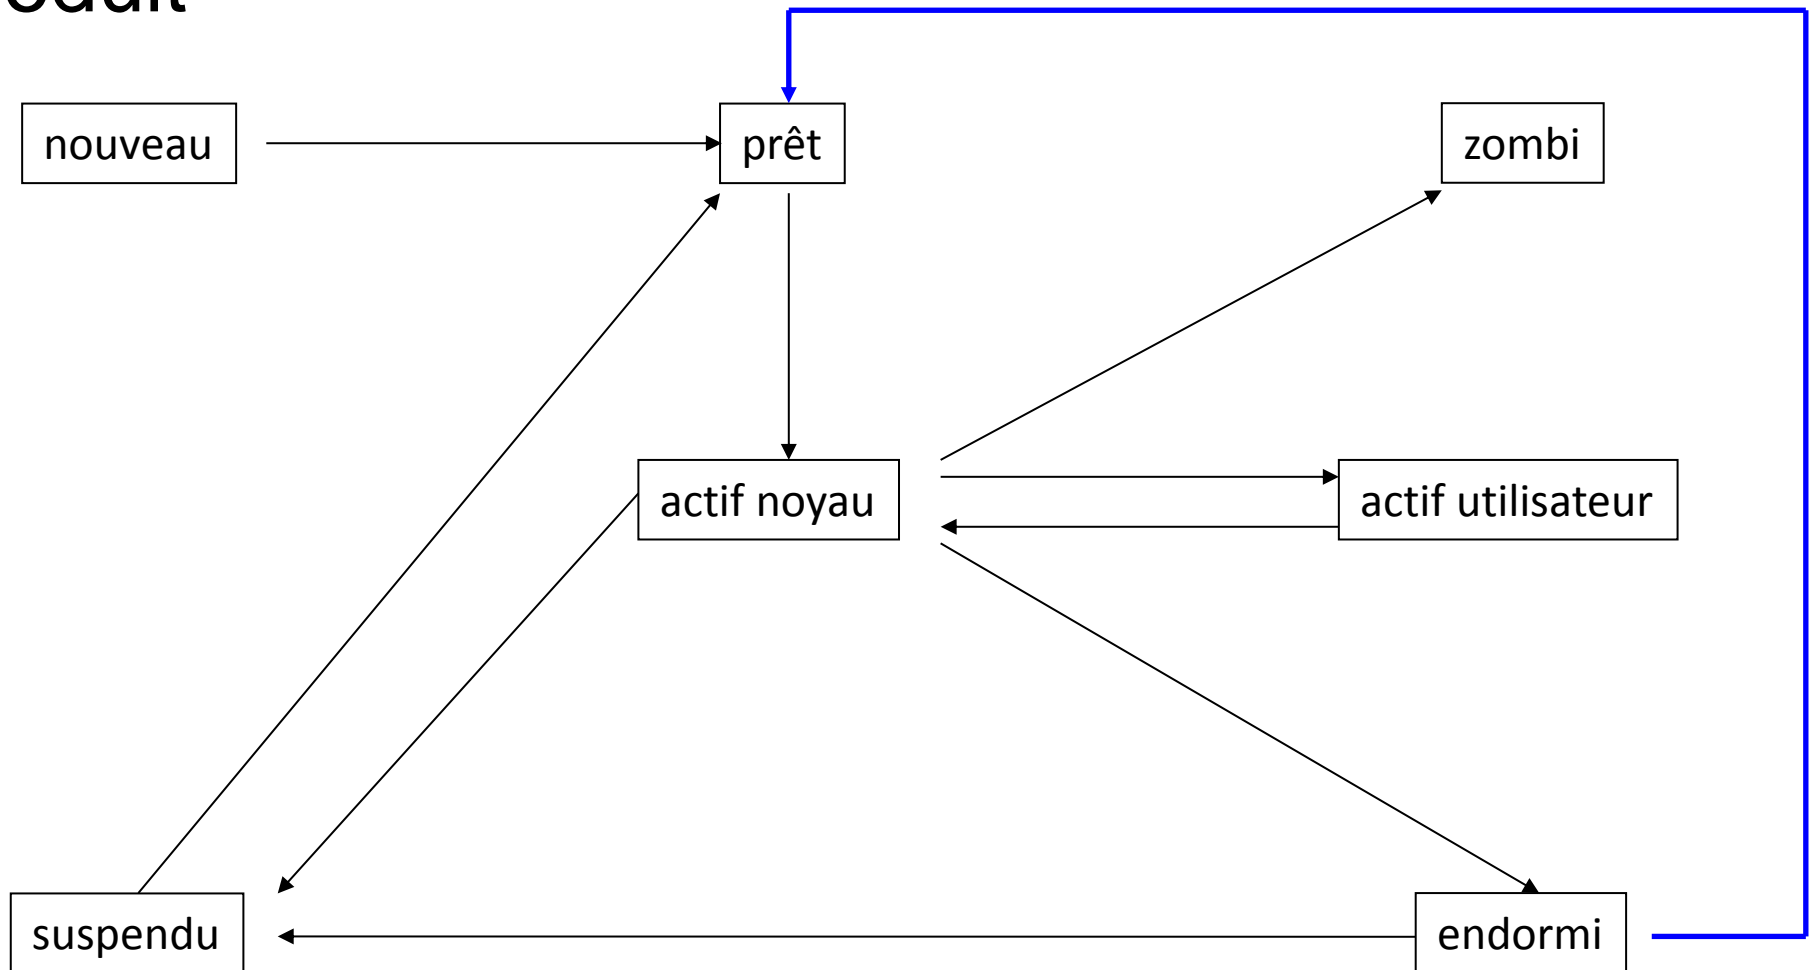 nouveau
prêt
zombi
actif noyau
actif utilisateur
suspendu
endormi